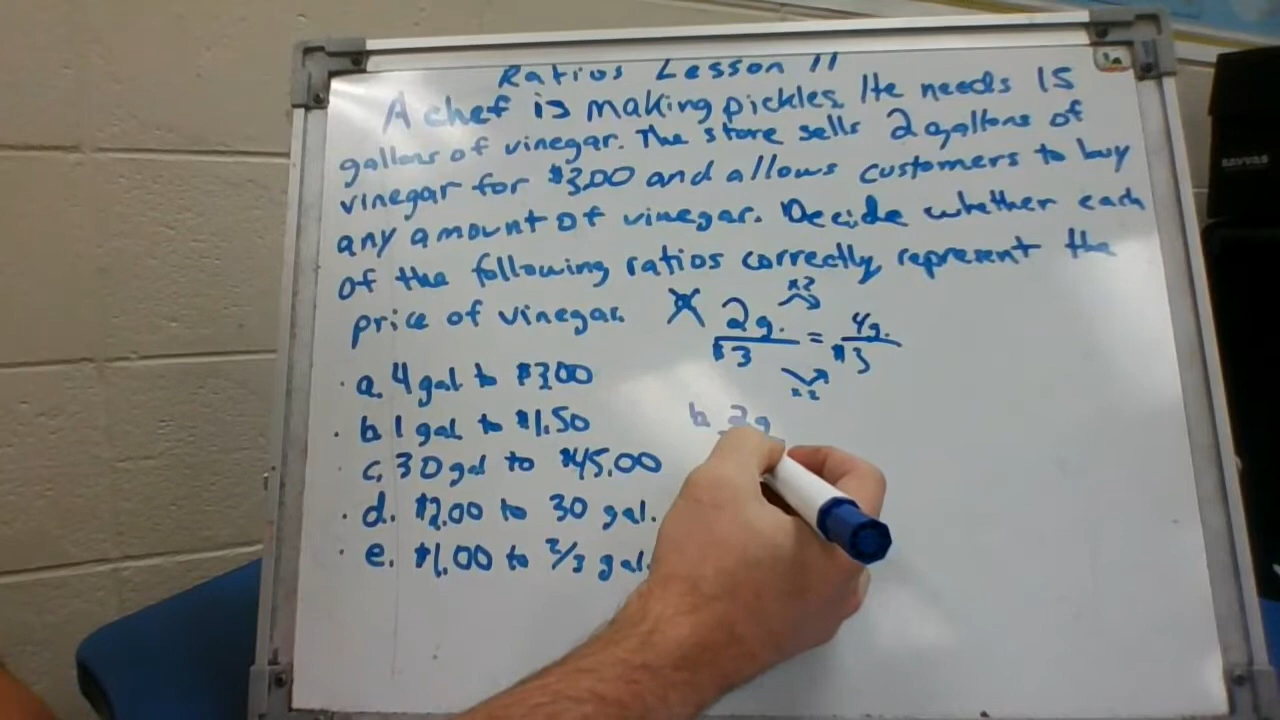 Ratios Lesson 11
A chef is making pickles. He needs 15
gallons of vinegar. The store sells 2 gallons of
vinegar for $3.00 and allows customers to buy
any amount of vinegar. Decide whether each
of the following ratios correctly represent the
price of vinegar.
x2
X 2g. = 4g.
$3 $3
x2
a. 4 gal to $3.00
b. 1 gal to $1.50
b. 2g
c. 30 gal to $45.00
d. $2.00 to 30 gal.
e. $1.00 to 2/3 gal.